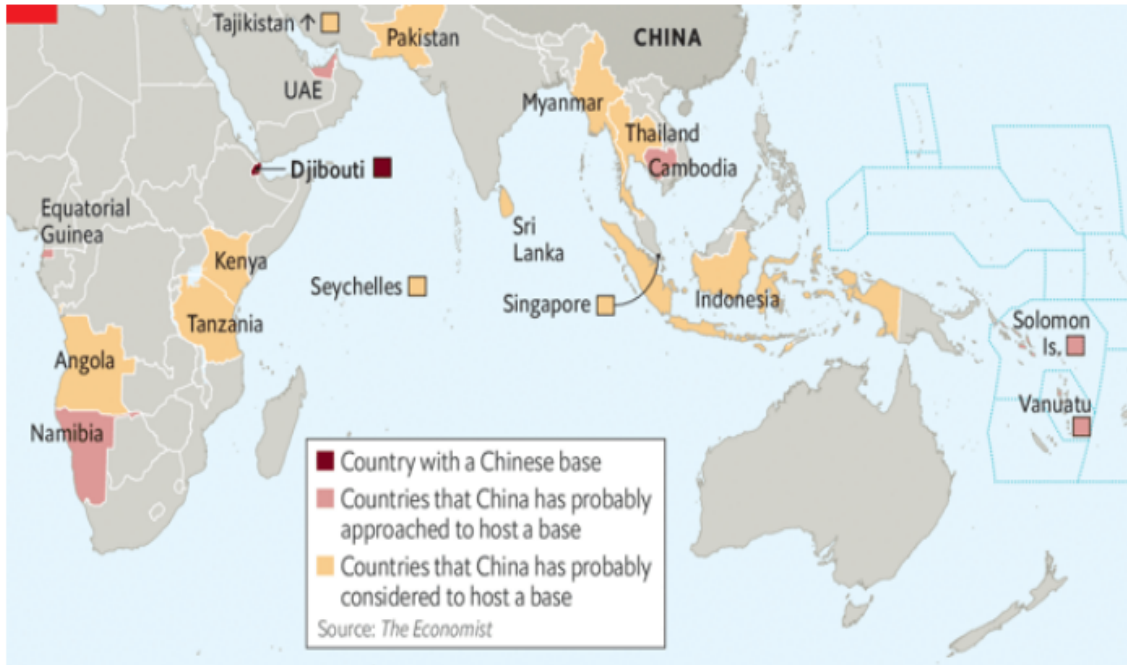 Tajikistan ↑
Pakistan
CHINA
UAE
Myanmar
Thailand
Djibouti
Cambodia
Equatorial
Guinea
Sri
Lanka
Kenya
Seychelles
Singapore
Indonesia
Tanzania
Solomon
Is.
Angola
Vanuatu
Namibia
Country with a Chinese base
Countries that China has probably
approached to host a base
Countries that China has probably
considered to host a base
Source: The Economist